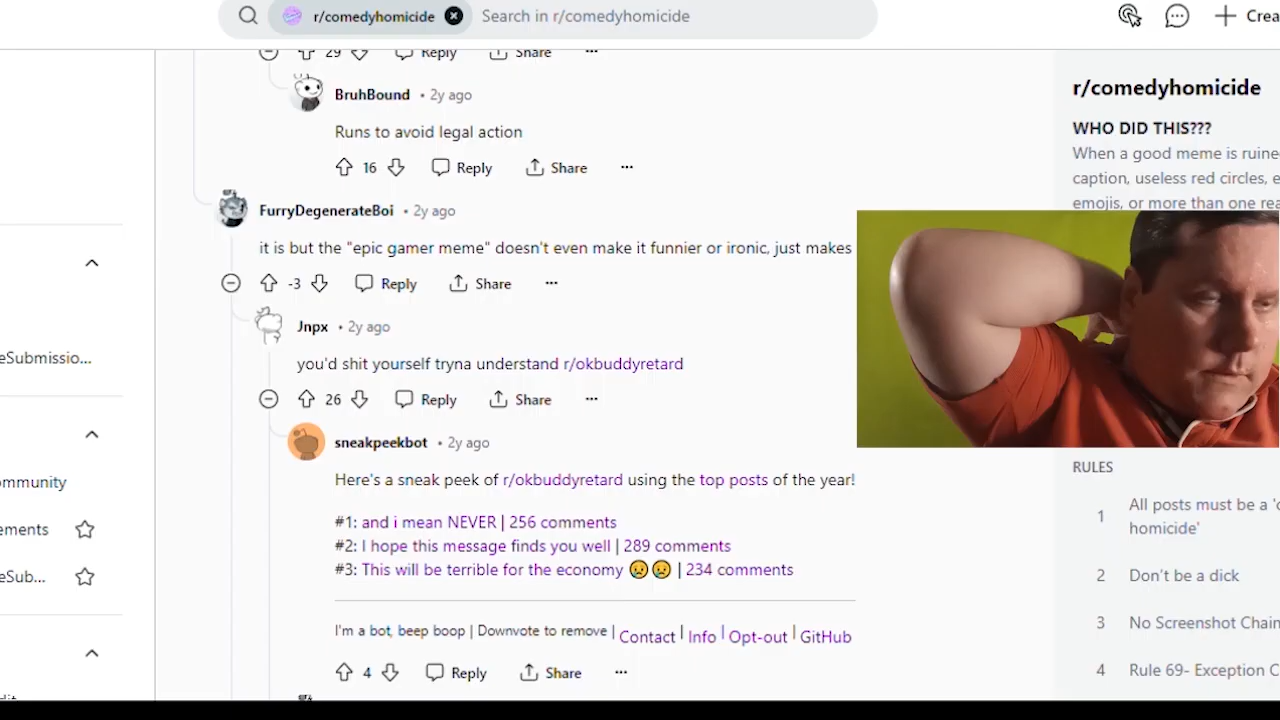 r/comedyhomicide Search in r/comedyhomicide Crea
29 Reply Share ...
r/comedyhomicide
BruhBound • 2y ago
WHO DID THIS???
Runs to avoid legal action
When a good meme is ruine
caption, useless red circles, e
emojis, or more than one rea
16 Reply Share ...
FurryDegenerateBoi • 2y ago
it is but the "epic gamer meme" doesn't even make it funnier or ironic, just makes
-3 Reply Share ...
Jnpx • 2y ago
eSubmissio...
you'd shit yourself tryna understand r/okbuddyretard
26 Reply Share ...
sneakpeekbot • 2y ago
RULES
ommunity
Here's a sneak peek of r/okbuddyretard using the top posts of the year!
1 All posts must be a 'c
homicide'
#1: and i mean NEVER | 256 comments
ements
#2: I hope this message finds you well | 289 comments
#3: This will be terrible for the economy 😥😥 | 234 comments
eSub...
2 Don't be a dick
3 No Screenshot Chain
I'm a bot, beep boop | Downvote to remove | Contact | Info | Opt-out | GitHub
4 Reply Share ...
4 Rule 69- Exception C